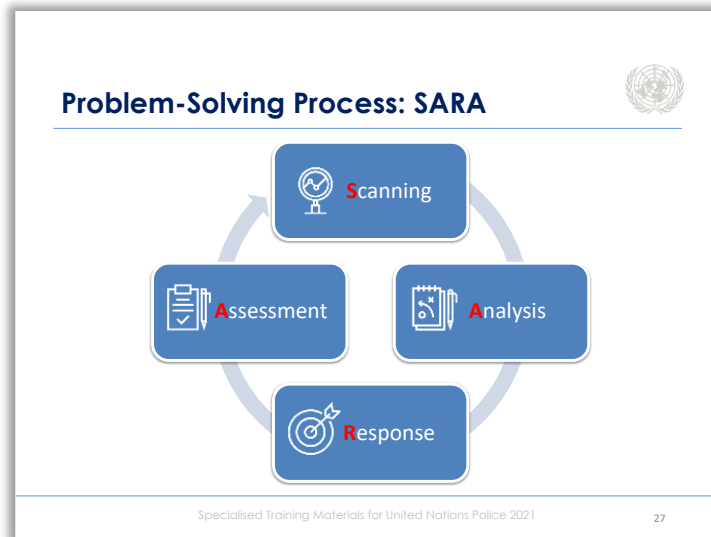 Problem-Solving Process: SARA
Scanning
Assessment
Analysis
Response
Specialised Training Materials for United Nations Police 2021
27